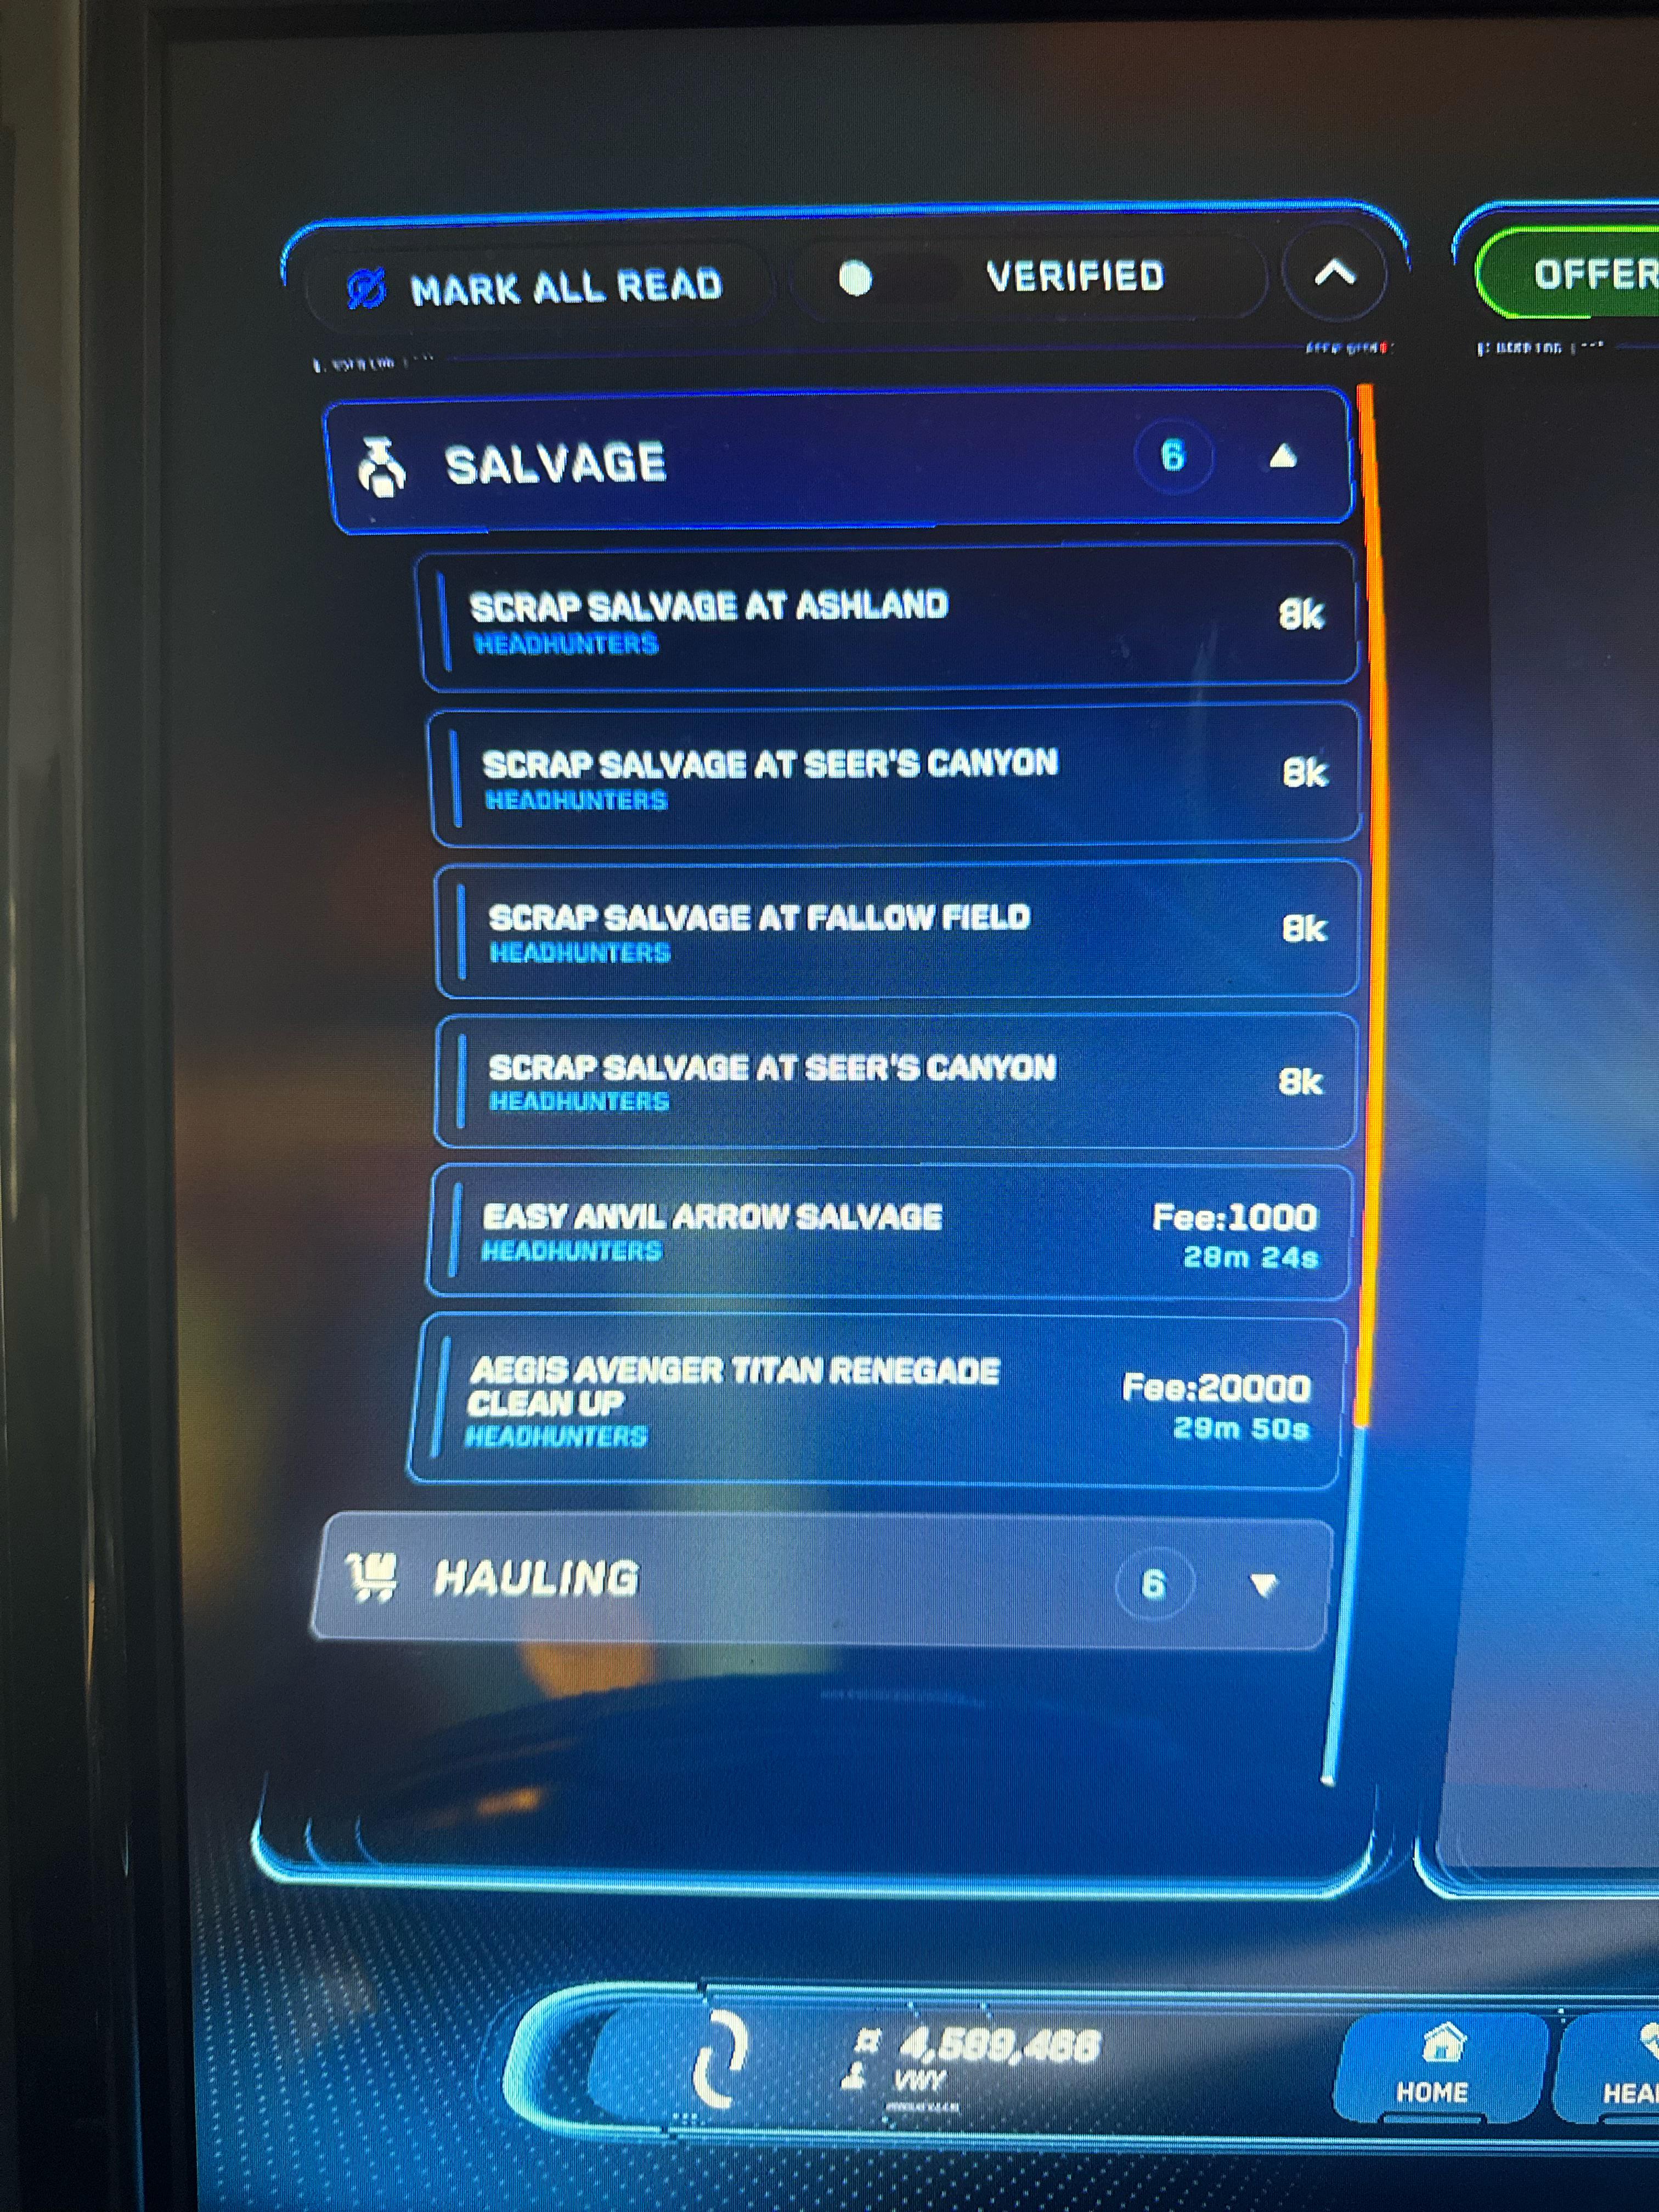 MARK ALL READ
VERIFIED
OFFER
SALVAGE
6
SCRAP SALVAGE AT ASHLAND
8k
HEADHUNTERS
SCRAP SALVAGE AT SEER'S CANYON
8k
HEADHUNTERS
SCRAP SALVAGE AT FALLOW FIELD
8k
HEADHUNTERS
SCRAP SALVAGE AT SEER'S CANYON
8k
HEADHUNTERS
EASY ANVIL ARROW SALVAGE
Fee:1000
HEADHUNTERS
28m 24s
AEGIS AVENGER TITAN RENEGADE
CLEAN UP
Fee:20000
HEADHUNTERS
29m 50s
HAULING
6
VWY
HOME
HEA